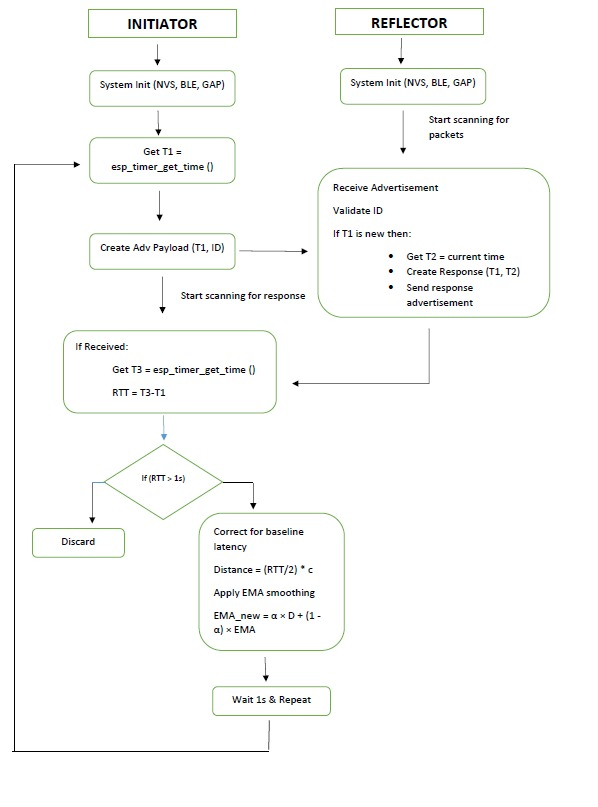 INITIATOR
REFLECTOR
System Init (NVS, BLE, GAP)
System Init (NVS, BLE, GAP)
Start scanning for
packets
Get T1 =
esp_timer_get_time ()
Receive Advertisement
Validate ID
If T1 is new then:
• Get T2 = current time
• Create Response (T1, T2)
• Send response
advertisement
Create Adv Payload (T1, ID)
Start scanning for response
If Received:
Get T3 = esp_timer_get_time ()
RTT = T3-T1
If (RTT > 1s)
Discard
Correct for baseline
latency
Distance = (RTT/2) * c
Apply EMA smoothing
EMA_new = α × D + (1 -
α) × EMA
Wait 1s & Repeat